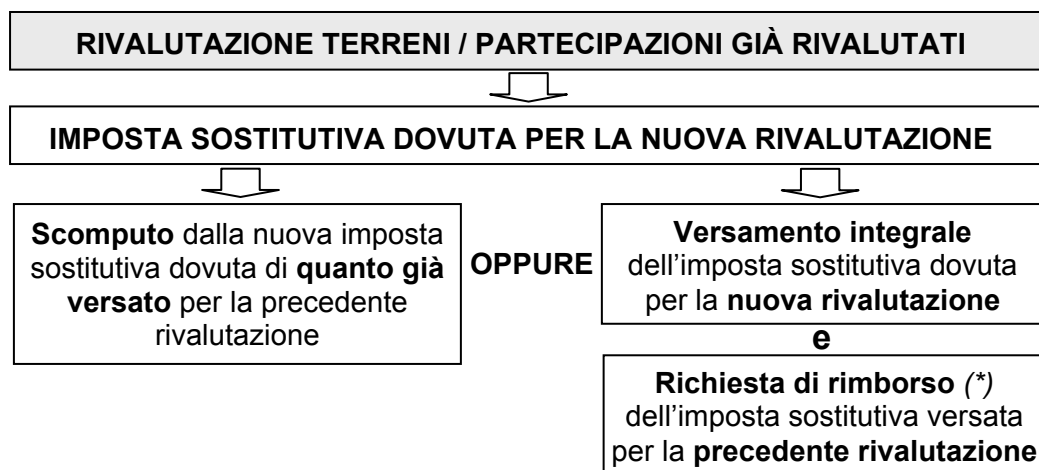 RIVALUTAZIONE TERRENI / PARTECIPAZIONI GIÀ RIVALUTATI
IMPOSTA SOSTITUTIVA DOVUTA PER LA NUOVA RIVALUTAZIONE
Scomputo dalla nuova imposta
sostitutiva dovuta di quanto già
versato per la precedente
rivalutazione
OPPURE
Versamento integrale
dell'imposta sostitutiva dovuta
per la nuova rivalutazione
e
Richiesta di rimborso (*)
dell'imposta sostitutiva versata
per la precedente rivalutazione